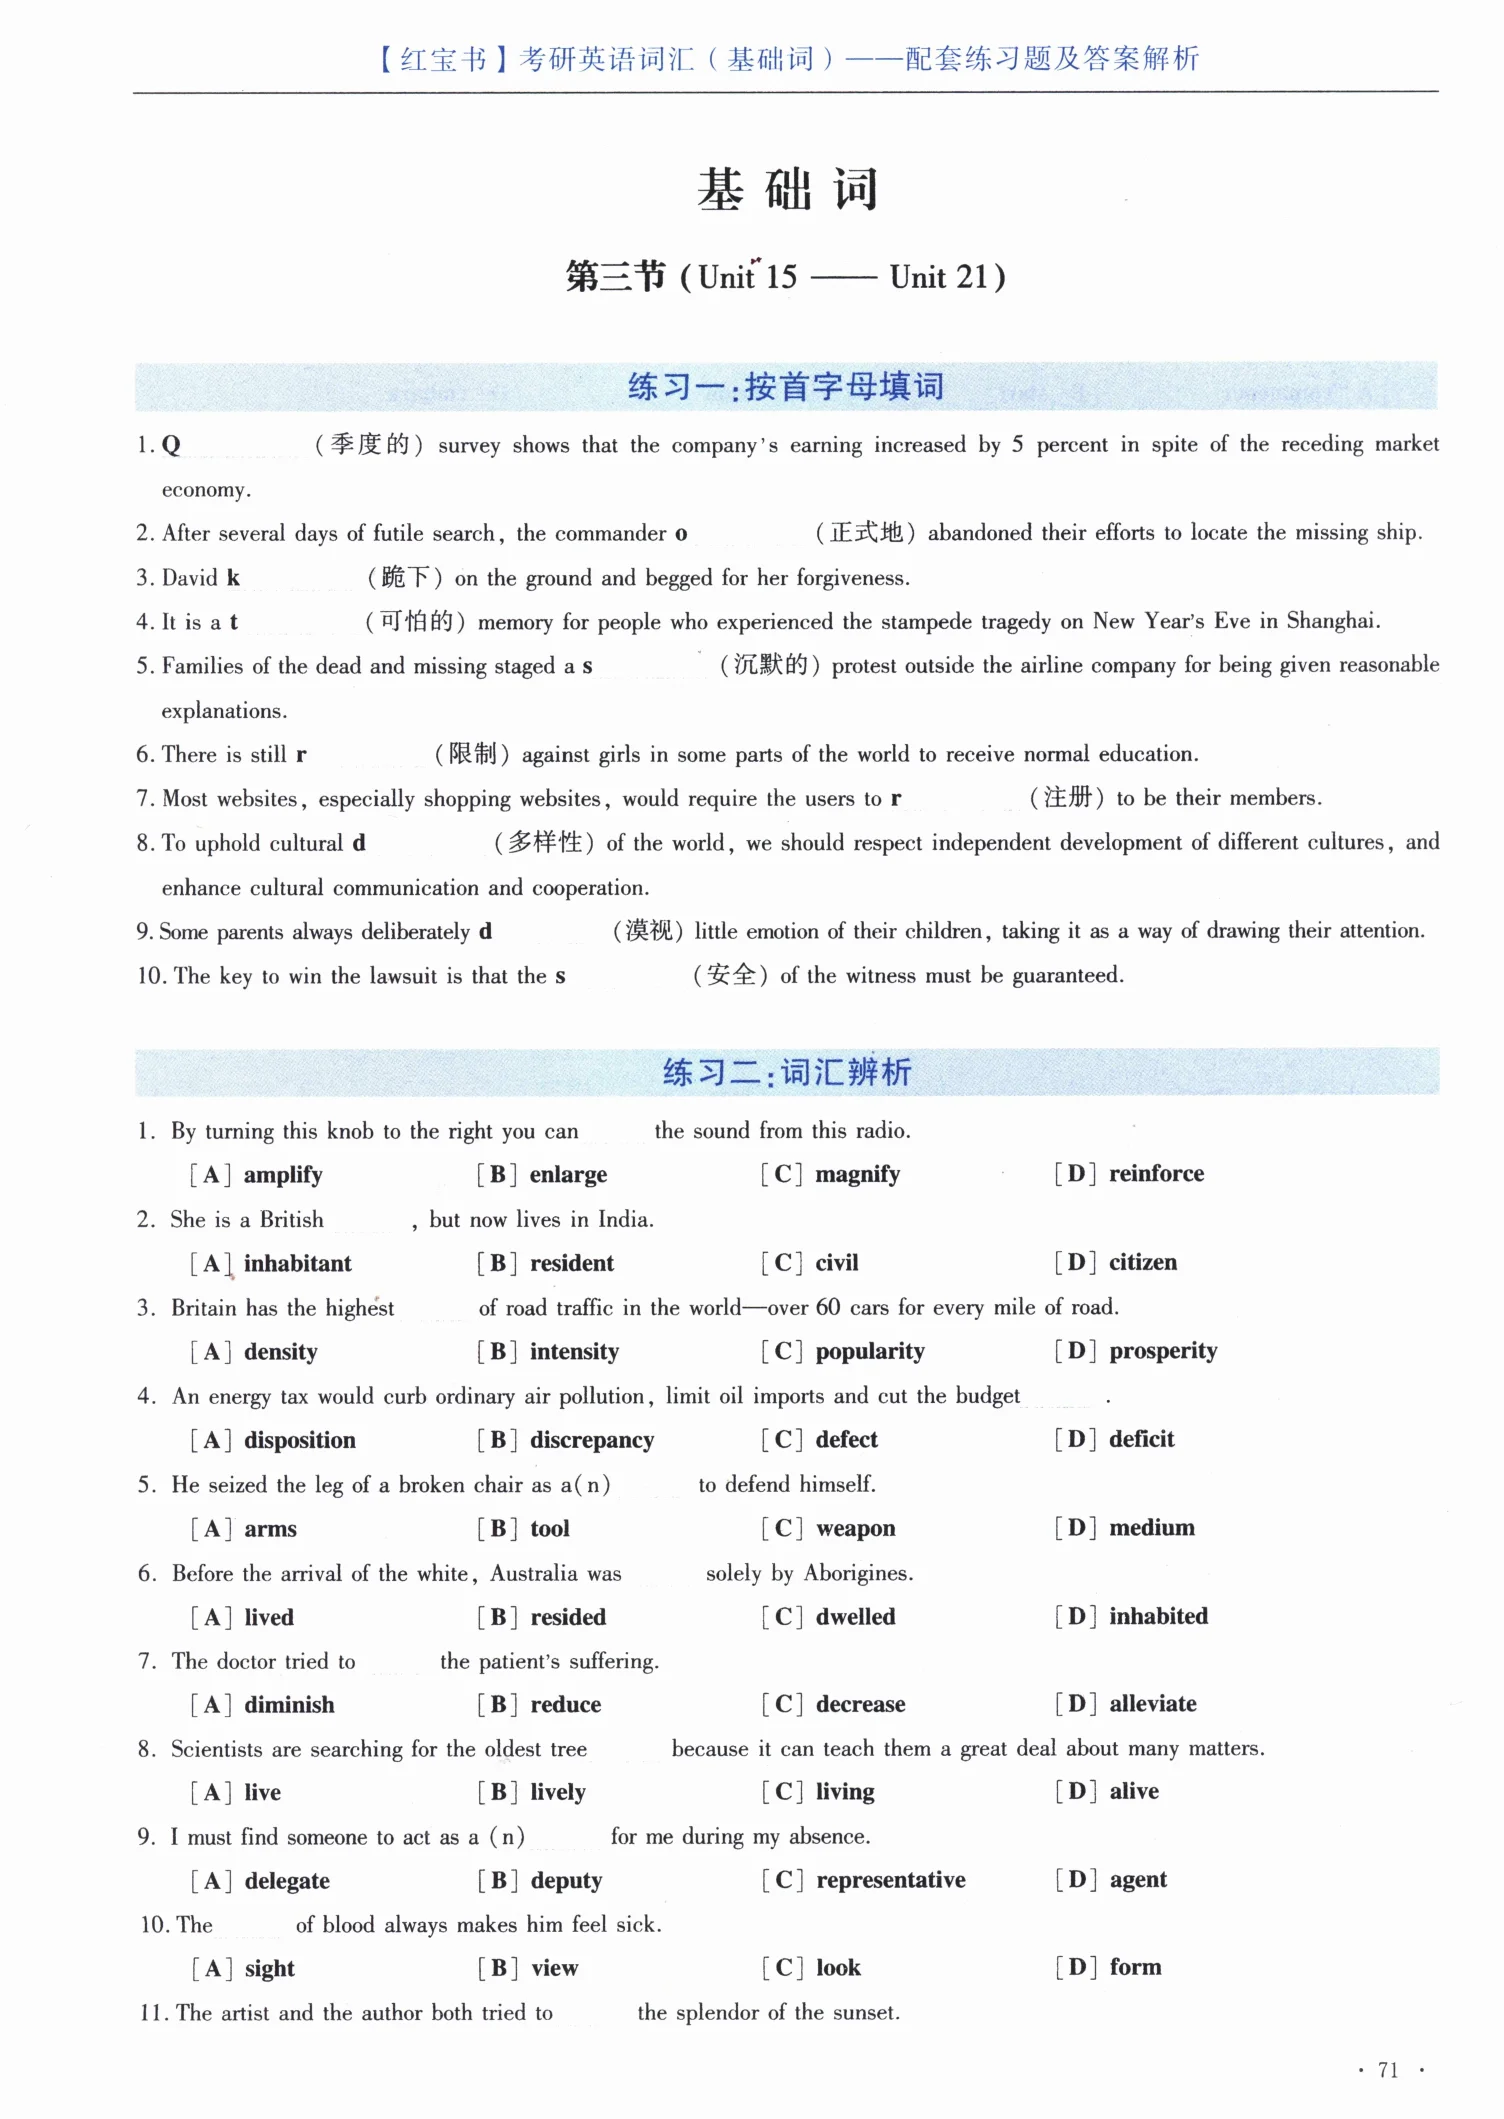 【红宝书】考研英语词汇(基础词)——配套练习题及答案解析
基础词
第三节(Unit 15 —— Unit 21)
练习一:按首字母填词
1. Q (季度的) survey shows that the company's earning increased by 5 percent in spite of the receding market
economy.
2. After several days of futile search, the commander o (正式地) abandoned their efforts to locate the missing ship.
3. David k (跪下) on the ground and begged for her forgiveness.
4. It is a t (可怕的) memory for people who experienced the stampede tragedy on New Year's Eve in Shanghai.
5. Families of the dead and missing staged a s (沉默的) protest outside the airline company for being given reasonable
explanations.
6. There is still r (限制) against girls in some parts of the world to receive normal education.
7. Most websites, especially shopping websites, would require the users to r (注册) to be their members.
8. To uphold cultural d (多样性) of the world, we should respect independent development of different cultures, and
enhance cultural communication and cooperation.
9. Some parents always deliberately d (漠视) little emotion of their children, taking it as a way of drawing their attention.
10. The key to win the lawsuit is that the s (安全) of the witness must be guaranteed.
练习二:词汇辨析
1. By turning this knob to the right you can the sound from this radio.
[A] amplify [B] enlarge [C] magnify [D] reinforce
2. She is a British , but now lives in India.
[A] inhabitant [B] resident [C] civil [D] citizen
3. Britain has the highest of road traffic in the world—over 60 cars for every mile of road.
[A] density [B] intensity [C] popularity [D] prosperity
4. An energy tax would curb ordinary air pollution, limit oil imports and cut the budget .
[A] disposition [B] discrepancy [C] defect [D] deficit
5. He seized the leg of a broken chair as a(n) to defend himself.
[A] arms [B] tool [C] weapon [D] medium
6. Before the arrival of the white, Australia was solely by Aborigines.
[A] lived [B] resided [C] dwelled [D] inhabited
7. The doctor tried to the patient's suffering.
[A] diminish [B] reduce [C] decrease [D] alleviate
8. Scientists are searching for the oldest tree because it can teach them a great deal about many matters.
[A] live [B] lively [C] living [D] alive
9. I must find someone to act as a (n) for me during my absence.
[A] delegate [B] deputy [C] representative [D] agent
10. The of blood always makes him feel sick.
[A] sight [B] view [C] look [D] form
11. The artist and the author both tried to the splendor of the sunset.
· 71 ·